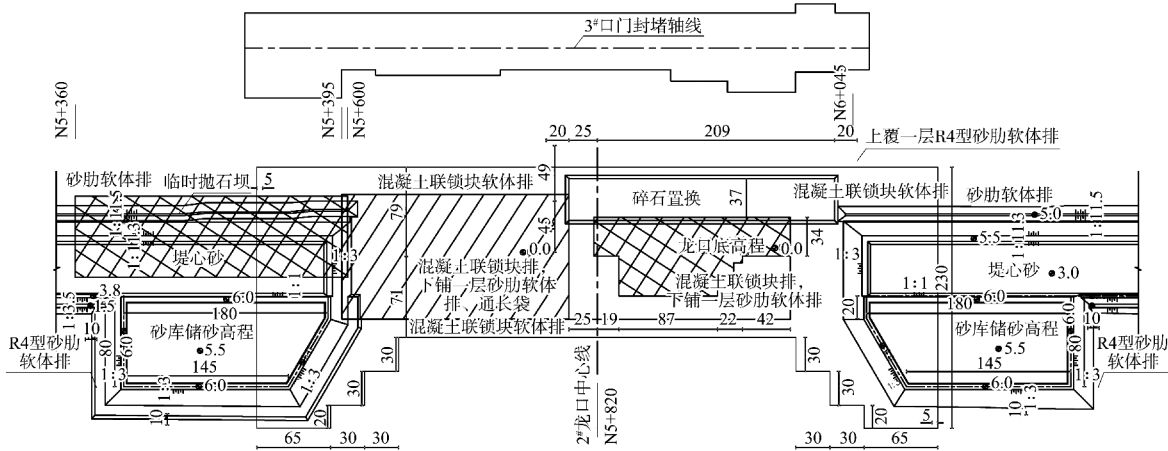 3#口门封堵轴线
N5+360
N5+395
N5+600
N6+045
20
25
209
20
上覆一层R4型砂肋软体排
砂肋软体排
临时抛石坝
5
混凝土联锁块软体排
49
碎石置换
37
混凝土联锁块软体排
砂肋软体排
5.0
79
45
34
5.5
1:3
堤心砂
0.0
龙口底高程
0.0
1:3
堤心砂
3.0
混凝土联锁块排,
下铺一层砂肋软体
排、通长袋
混凝土联锁块排,
下铺一层砂肋软体排
71
混凝土联锁块软体排
1:1
1:1
230
3.8
6.0
180
25
19
87
22
42
20
6.0
180
10
砂库储砂高程
5.5
145
6.0
6.0
80
1:3
1:3
1:3
10
R4型砂肋
软体排
砂库储砂高程
5.5
145
6.0
6.0
80
1:3
1:3
10
10
R4型砂肋
软体排
30
30
20
30
30
20
5
2#龙口中心线
N5+820
65
30
30
30
30
65